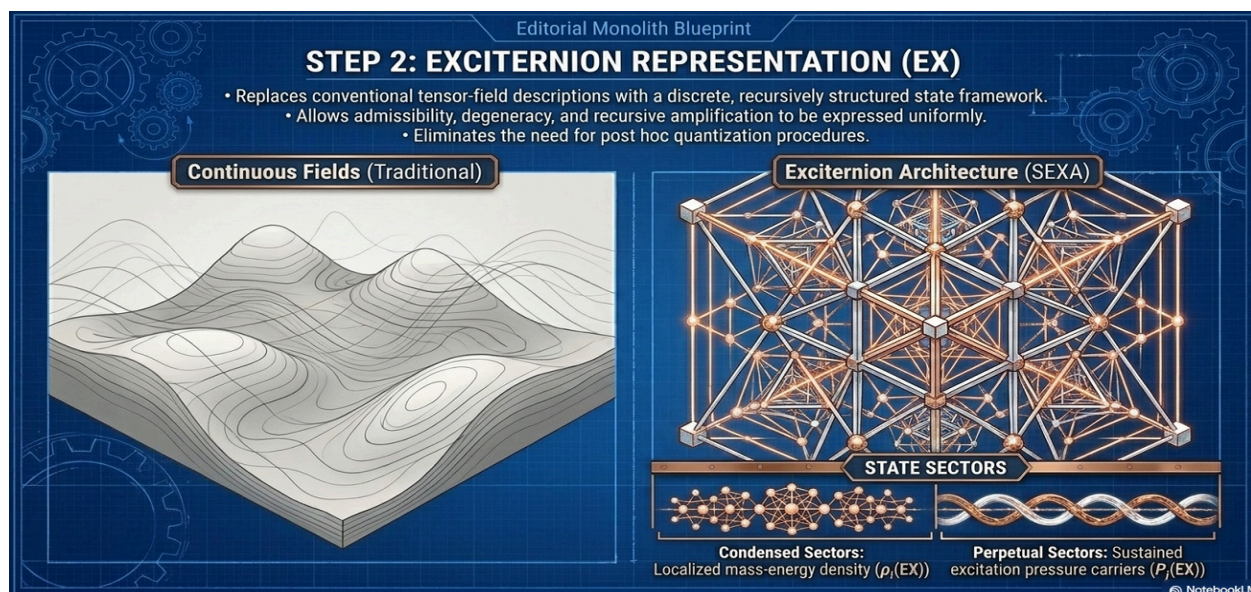 Editorial Monolith Blueprint
STEP 2: EXCITERNION REPRESENTATION (EX)
• Replaces conventional tensor-field descriptions with a discrete, recursively structured state framework.
• Allows admissibility, degeneracy, and recursive amplification to be expressed uniformly.
• Eliminates the need for post hoc quantization procedures.
Continuous Fields (Traditional)
Exciternion Architecture (SEXA)
STATE SECTORS
Condensed Sectors:
Localized mass-energy density (ρᵢ(EX))
Perpetual Sectors: Sustained
excitation pressure carriers (Pⱼ(EX))